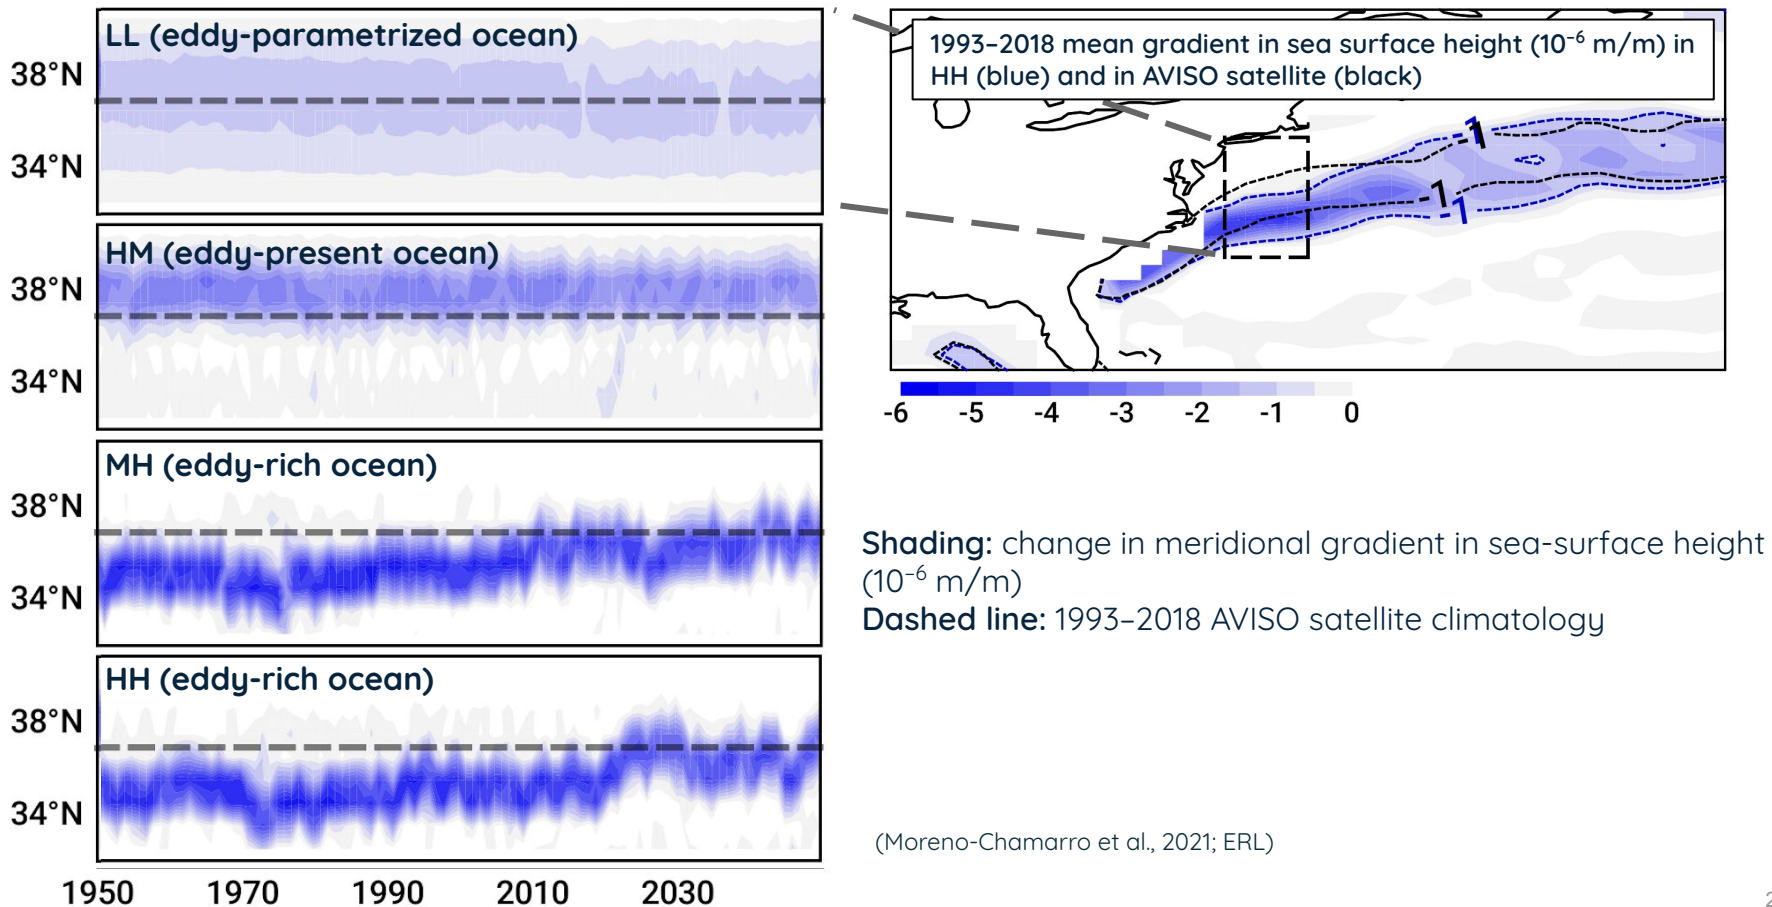 LL (eddy-parametrized ocean)
38°N
34°N
HM (eddy-present ocean)
38°N
34°N
MH (eddy-rich ocean)
38°N
34°N
HH (eddy-rich ocean)
38°N
34°N
1950 1970 1990 2010 2030
1993–2018 mean gradient in sea surface height (10⁻⁶ m/m) in
HH (blue) and in AVISO satellite (black)
1
1
1
1
-6 -5 -4 -3 -2 -1 0
Shading: change in meridional gradient in sea-surface height
(10⁻⁶ m/m)
Dashed line: 1993–2018 AVISO satellite climatology
(Moreno-Chamarro et al., 2021; ERL)